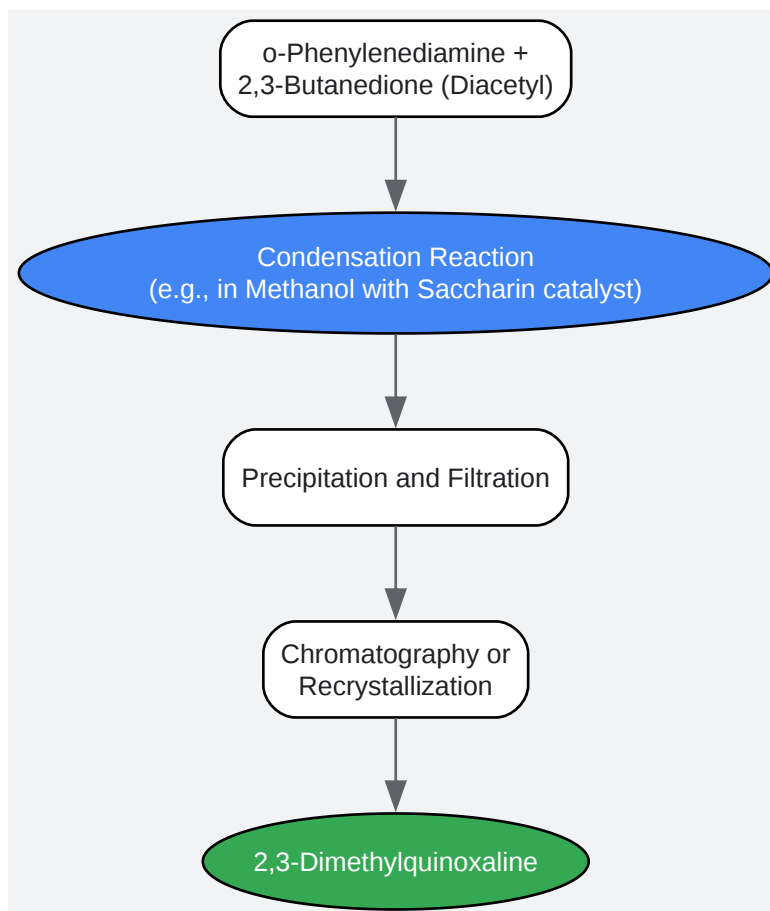 o-Phenylenediamine +
2,3-Butanedione (Diacetyl)
Condensation Reaction
(e.g., in Methanol with Saccharin catalyst)
Precipitation and Filtration
Chromatography or
Recrystallization
2,3-Dimethylquinoxaline